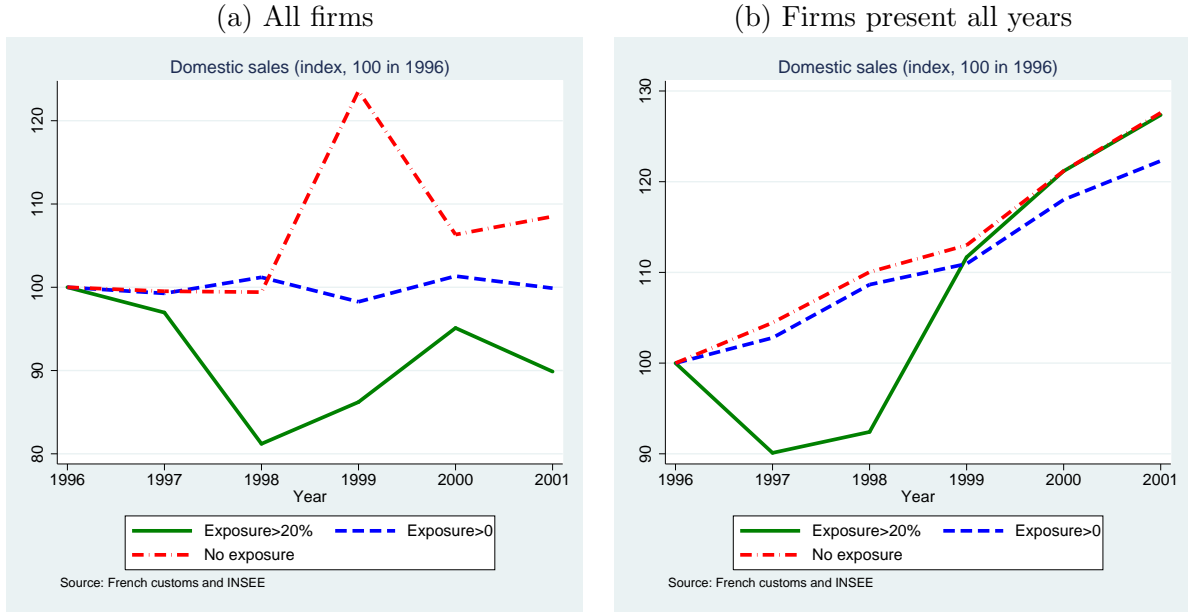 (a) All firms
Domestic sales (index, 100 in 1996)
120
110
100
90
80
1996 1997 1998 1999 2000 2001
Year
Exposure>20% Exposure>0
No exposure
Source: French customs and INSEE
(b) Firms present all years
Domestic sales (index, 100 in 1996)
130
120
110
100
90
1996 1997 1998 1999 2000 2001
Year
Exposure>20% Exposure>0
No exposure
Source: French customs and INSEE